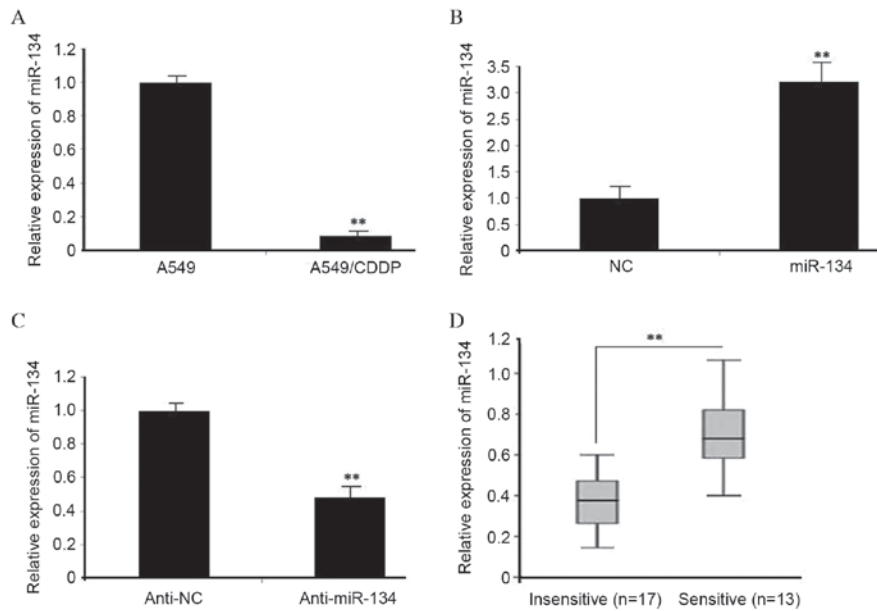 A
Relative expression of miR-134
1.2
1.0
0.8
0.6
0.4
0.2
0
**
A549
A549/CDDP
B
Relative expression of miR-134
3.5
3.0
2.5
2.0
1.5
1.0
5.0
0
**
NC
miR-134
C
Relative expression of miR-134
1.2
1.0
0.8
0.6
0.4
0.2
0
**
Anti-NC
Anti-miR-134
D
Relative expression of miR-134
1.2
1.0
0.8
0.6
0.4
0.2
0
**
Insensitive (n=17)
Sensitive (n=13)